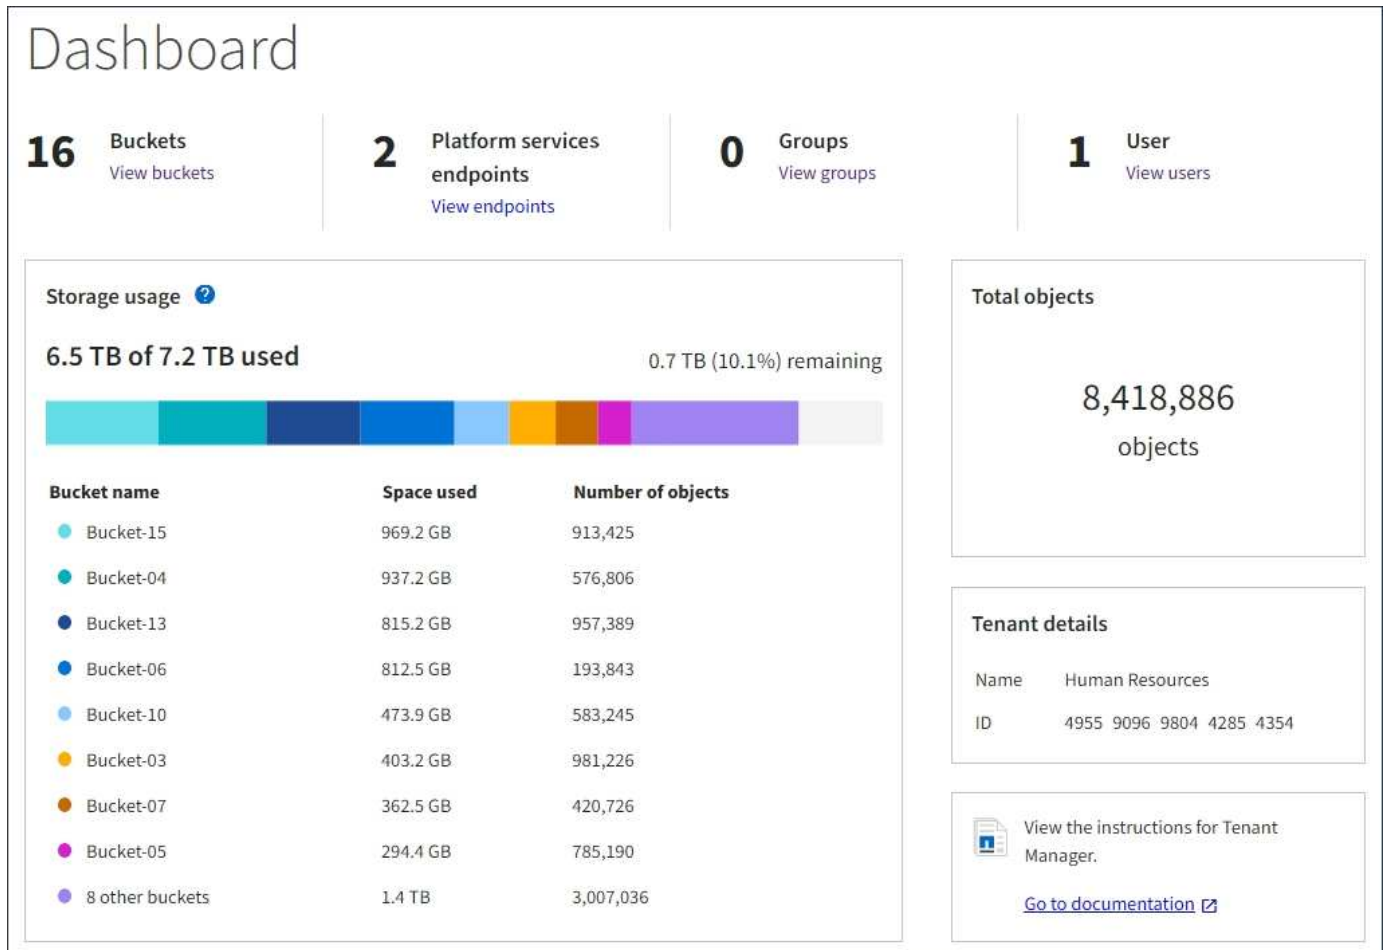 Dashboard
16 Buckets
View buckets
2 Platform services
endpoints
View endpoints
0 Groups
View groups
1 User
View users
Storage usage ?
6.5 TB of 7.2 TB used
0.7 TB (10.1%) remaining
Bucket name Space used Number of objects
Bucket-15 969.2 GB 913,425
Bucket-04 937.2 GB 576,806
Bucket-13 815.2 GB 957,389
Bucket-06 812.5 GB 193,843
Bucket-10 473.9 GB 583,245
Bucket-03 403.2 GB 981,226
Bucket-07 362.5 GB 420,726
Bucket-05 294.4 GB 785,190
8 other buckets 1.4 TB 3,007,036
Total objects
8,418,886
objects
Tenant details
Name Human Resources
ID 4955 9096 9804 4285 4354
View the instructions for Tenant
Manager.
Go to documentation